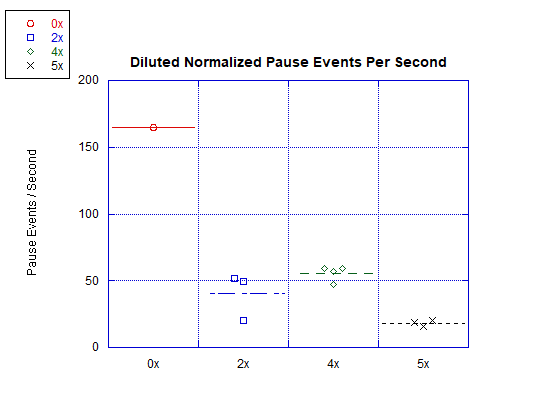 0x
2x
4x
5x
Diluted Normalized Pause Events Per Second
Pause Events / Second
200
150
100
50
0
0x 2x 4x 5x